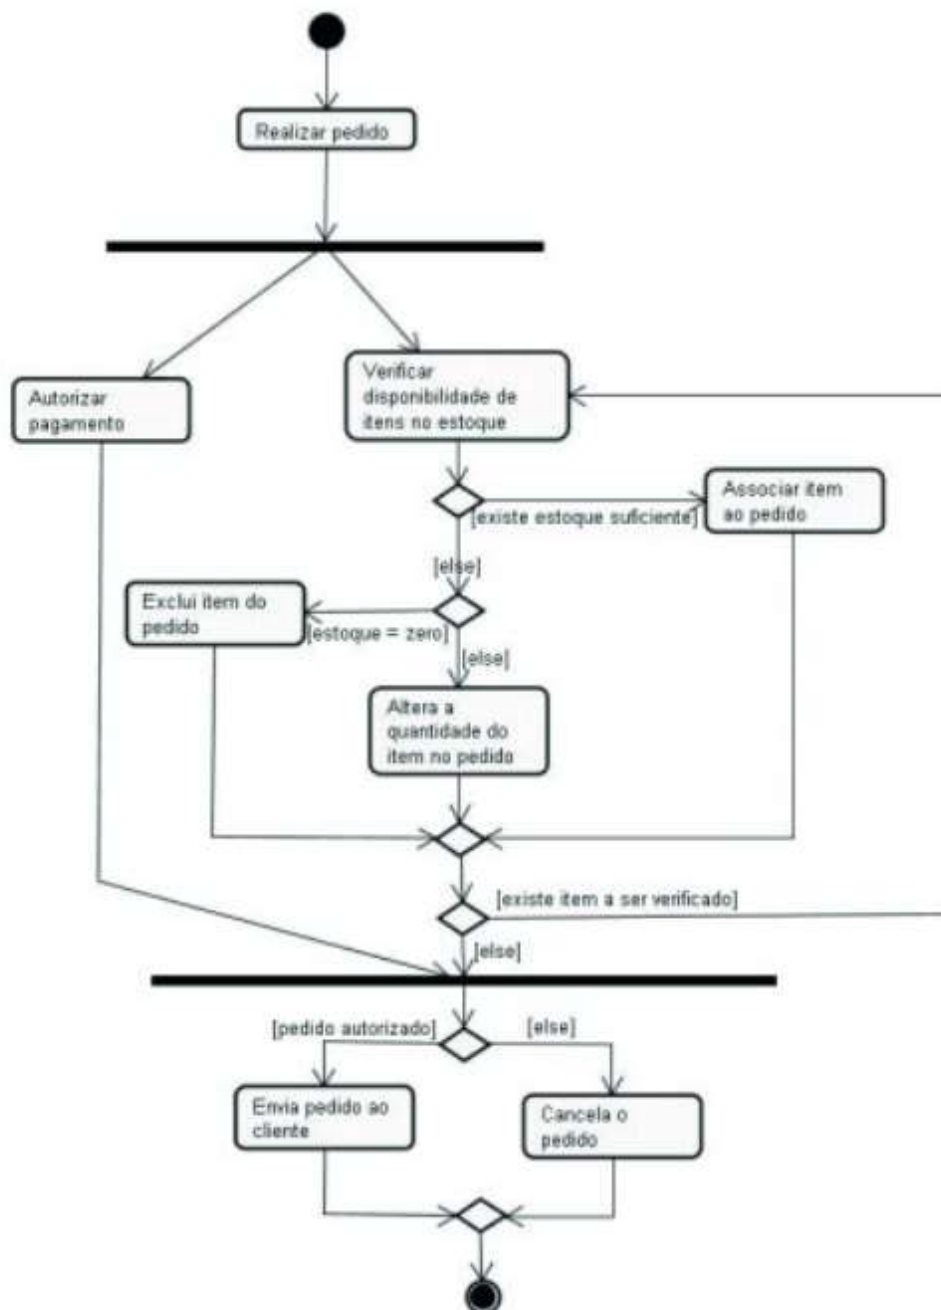 Realizar pedido
Verificar
disponibilidade de
itens no estoque
Autorizar
pagamento
Associar item
ao pedido
[existe estoque suficiente]
[else]
Exclui item do
pedido
[estoque = zero]
[else]
Altera a
quantidade do
item no pedido
[existe item a ser verificado]
[else]
[pedido autorizado]
[else]
Envia pedido ao
cliente
Cancela o
pedido